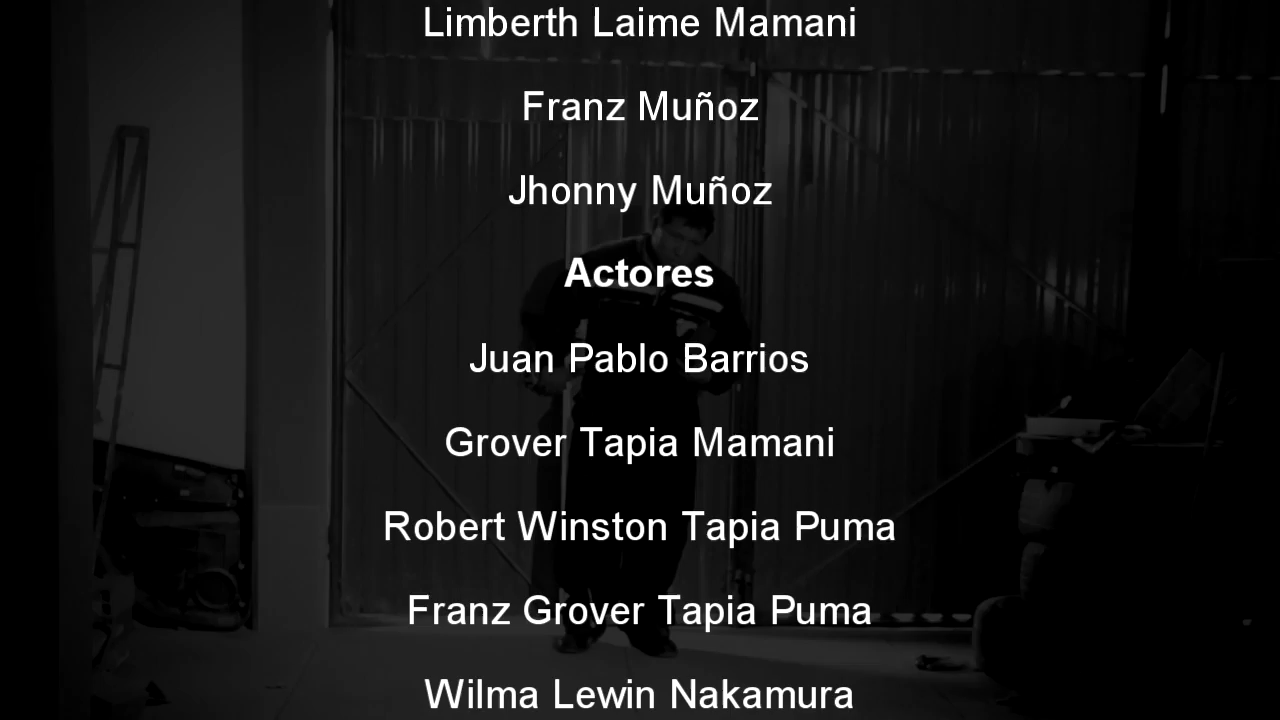 Limberth Laime Mamani
Franz Muñoz
Jhonny Muñoz
Actores
Juan Pablo Barrios
Grover Tapia Mamani
Robert Winston Tapia Puma
Franz Grover Tapia Puma
Wilma Lewin Nakamura